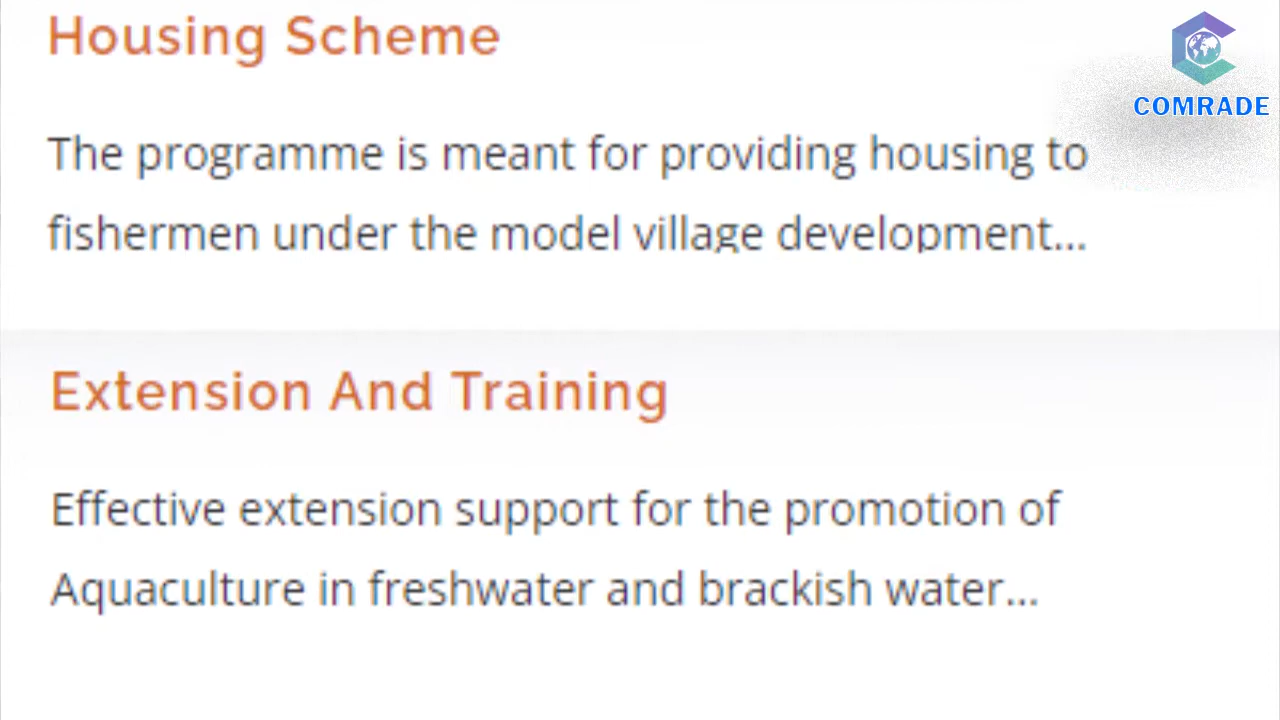 Housing Scheme
COMRADE
The programme is meant for providing housing to
fishermen under the model village development...
Extension And Training
Effective extension support for the promotion of
Aquaculture in freshwater and brackish water...